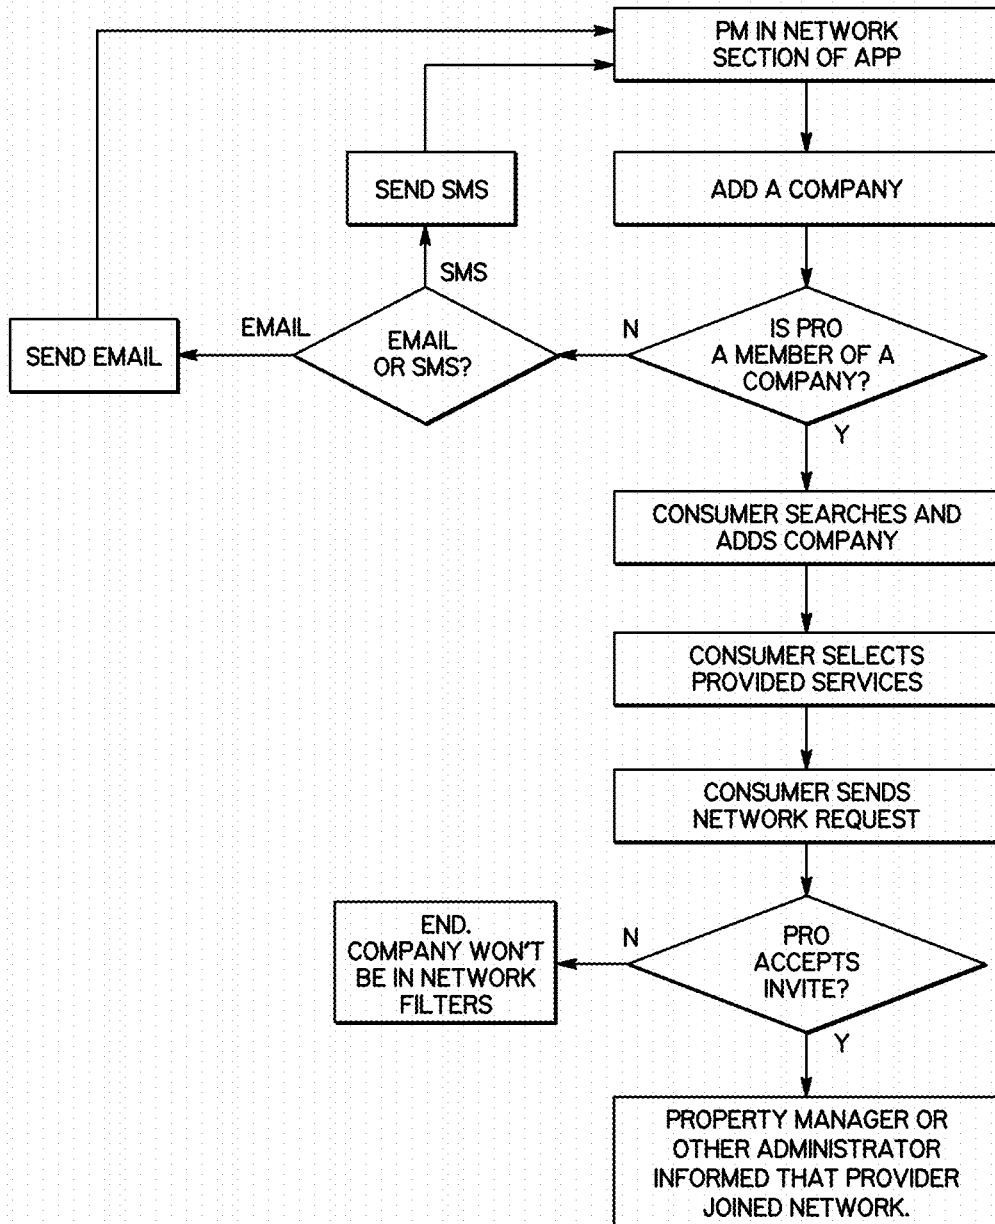 PM IN NETWORK
SECTION OF APP
SEND SMS
ADD A COMPANY
SMS
EMAIL
N
SEND EMAIL
EMAIL
OR SMS?
IS PRO
A MEMBER OF A
COMPANY?
Y
CONSUMER SEARCHES AND
ADDS COMPANY
CONSUMER SELECTS
PROVIDED SERVICES
CONSUMER SENDS
NETWORK REQUEST
END.
COMPANY WON'T
BE IN NETWORK
FILTERS
N
PRO
ACCEPTS
INVITE?
Y
PROPERTY MANAGER OR
OTHER ADMINISTRATOR
INFORMED THAT PROVIDER
JOINED NETWORK.